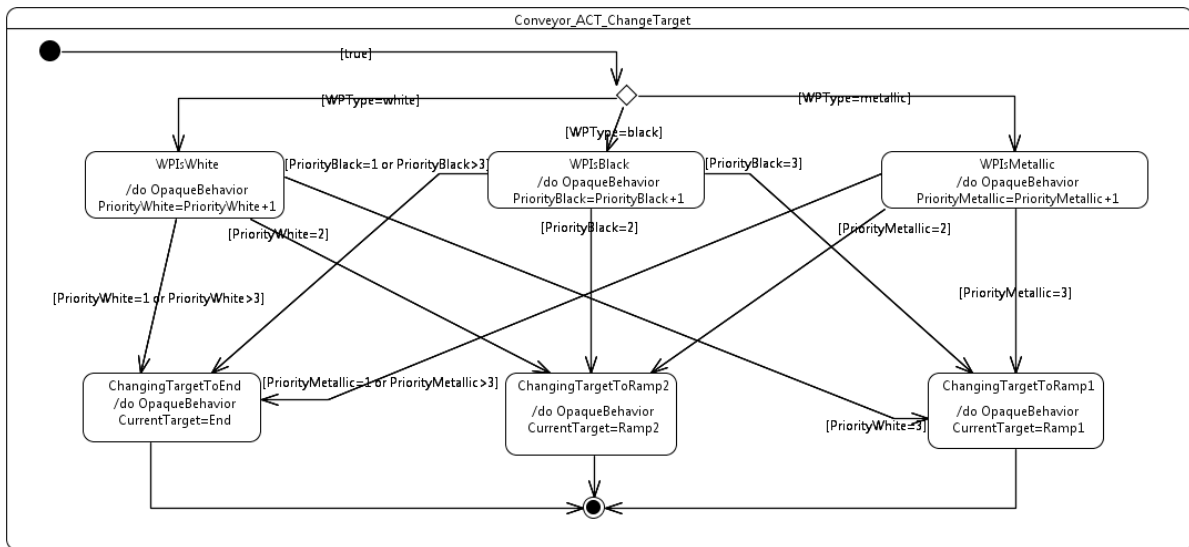 Conveyor_ACT_ChangeTarget
[true]
[WPType=white]
[WPType=metallic]
[WPType=black]
WPIsWhite
/do OpaqueBehavior
PriorityWhite=PriorityWhite+1
[PriorityBlack=1 or PriorityBlack>3]
WPIsBlack
/do OpaqueBehavior
PriorityBlack=PriorityBlack+1
[PriorityBlack=3]
WPIsMetallic
/do OpaqueBehavior
PriorityMetallic=PriorityMetallic+1
[PriorityWhite=2]
[PriorityBlack=2]
[PriorityMetallic=2]
[PriorityWhite=1 or PriorityWhite>3]
[PriorityMetallic=3]
ChangingTargetToEnd
/do OpaqueBehavior
CurrentTarget=End
[PriorityMetallic=1 or PriorityMetallic>3]
ChangingTargetToRamp2
/do OpaqueBehavior
CurrentTarget=Ramp2
[PriorityWhite=3]
ChangingTargetToRamp1
/do OpaqueBehavior
CurrentTarget=Ramp1